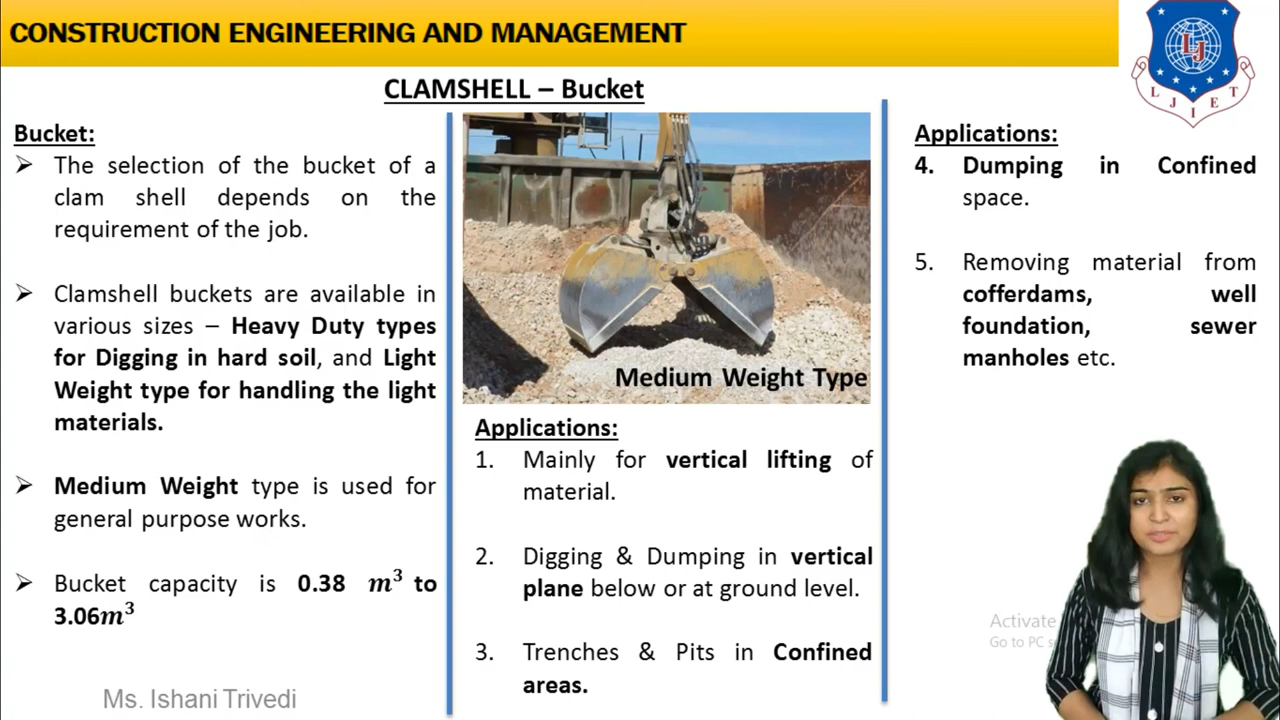 CONSTRUCTION ENGINEERING AND MANAGEMENT
LJIET
CLAMSHELL – Bucket
Bucket:
➢ The selection of the bucket of a
clam shell depends on the
requirement of the job.
➢ Clamshell buckets are available in
various sizes – Heavy Duty types
for Digging in hard soil, and Light
Weight type for handling the light
materials.
➢ Medium Weight type is used for
general purpose works.
➢ Bucket capacity is 0.38 m³ to
3.06m³
Ms. Ishani Trivedi
Medium Weight Type
Applications:
1. Mainly for vertical lifting of
material.
2. Digging & Dumping in vertical
plane below or at ground level.
3. Trenches & Pits in Confined
areas.
Applications:
4. Dumping in Confined
space.
5. Removing material from
cofferdams, well
foundation, sewer
manholes etc.
Activate
Go to PC s